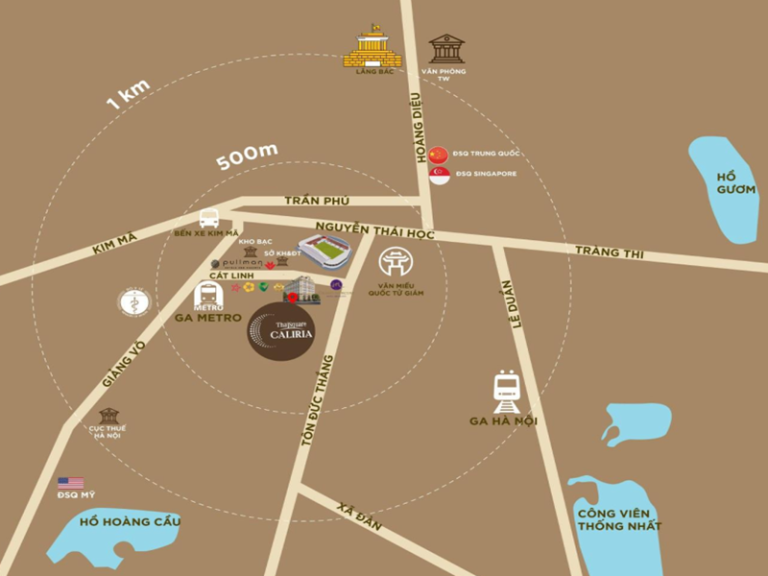 LĂNG BÁC
VĂN PHÒNG
TW
1 km
HOÀNG DIỆU
500m
ĐSQ TRUNG QUỐC
ĐSQ SINGAPORE
HỒ
GƯƠM
TRẦN PHÚ
BẾN XE KIM MÃ
KIM MÃ
NGUYỄN THÁI HỌC
TRÀNG THI
KHO BẠC
SỞ KH&ĐT
pullman
CÁT LINH
VĂN MIẾU
QUỐC TỬ GIÁM
METRO
GA METRO
LÊ DUẨN
CALIRIA
GIẢNG VÕ
TÔN ĐỨC THẮNG
CỤC THUẾ
HÀ NỘI
GA HÀ NỘI
ĐSQ MỸ
XÃ ĐÀN
HỒ HOÀNG CẦU
CÔNG VIÊN
THỐNG NHẤT